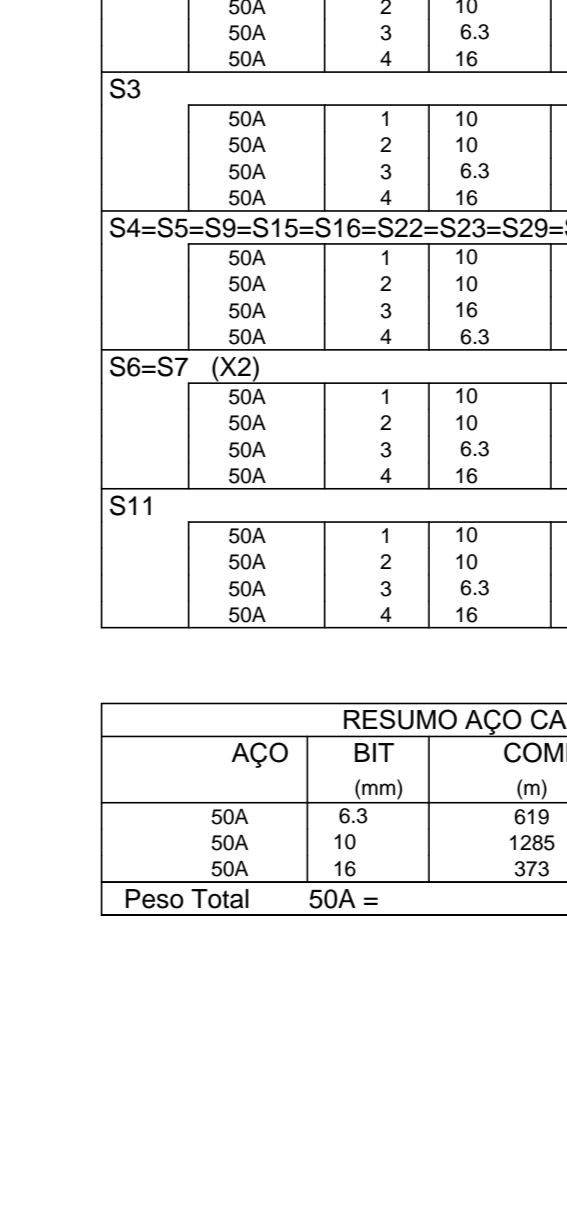 50A 2 10
50A 3 6.3
50A 4 16
S3
50A 1 10
50A 2 10
50A 3 6.3
50A 4 16
S4=S5=S9=S15=S16=S22=S23=S29=
50A 1 10
50A 2 10
50A 3 16
50A 4 6.3
S6=S7 (X2)
50A 1 10
50A 2 10
50A 3 6.3
50A 4 16
S11
50A 1 10
50A 2 10
50A 3 6.3
50A 4 16
RESUMO AÇO CA
AÇO BIT COM
(mm) (m)
50A 6.3 619
50A 10 1285
50A 16 373
Peso Total 50A =